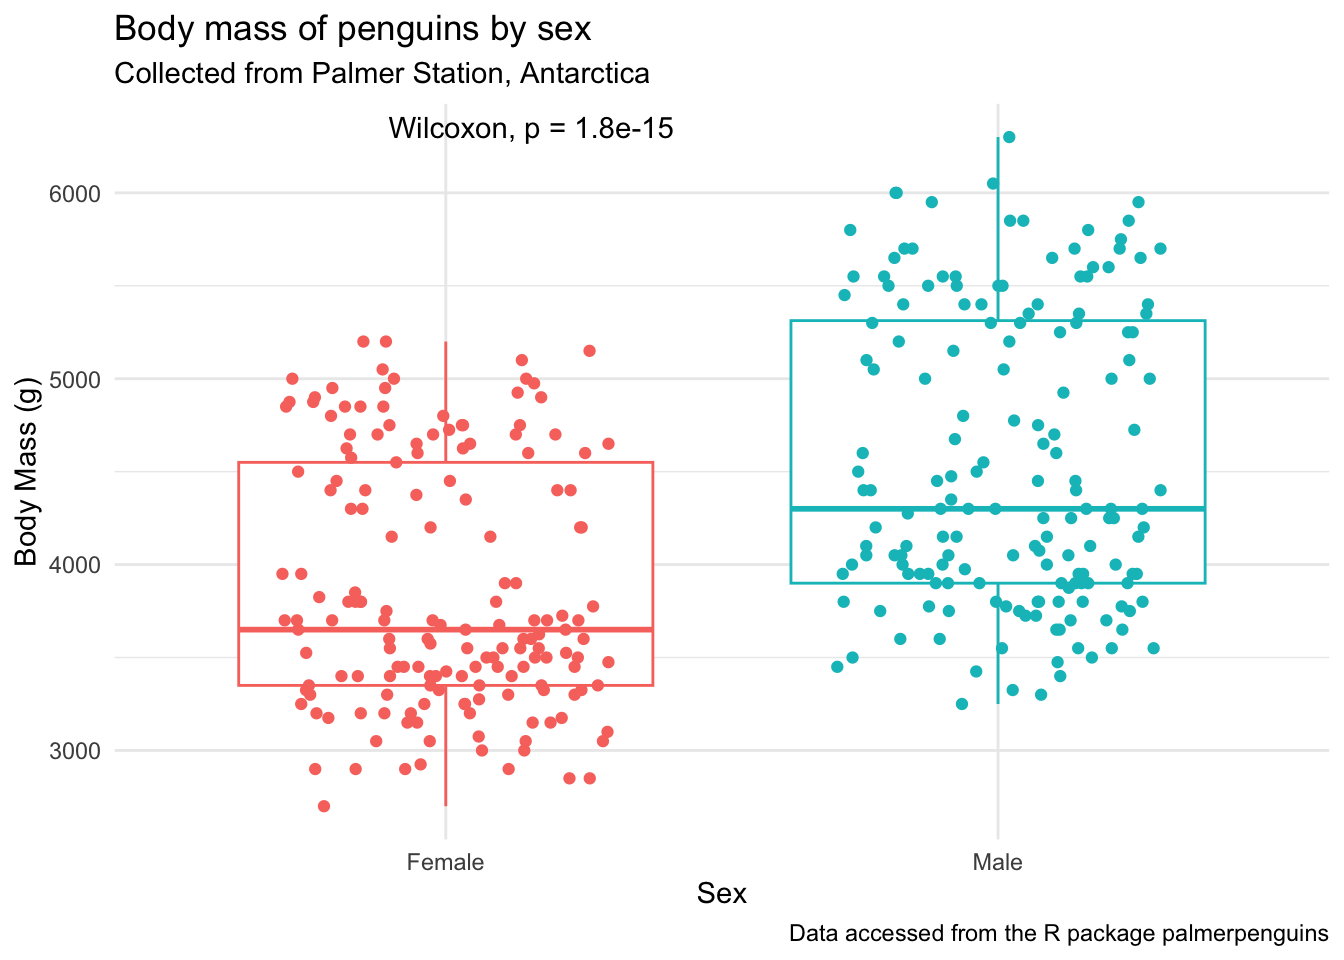 Body mass of penguins by sex
Collected from Palmer Station, Antarctica
Wilcoxon, p = 1.8e-15
6000
5000
4000
3000
Body Mass (g)
Female
Male
Sex
Data accessed from the R package palmerpenguins